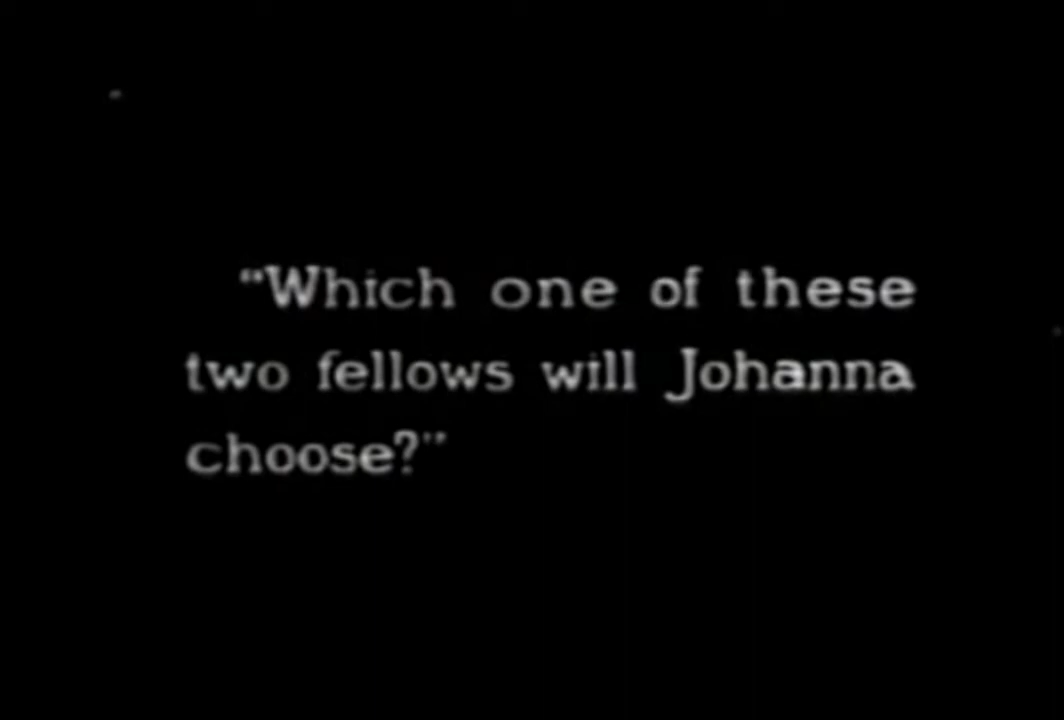 “Which one of these
two fellows will Johanna
choose?”